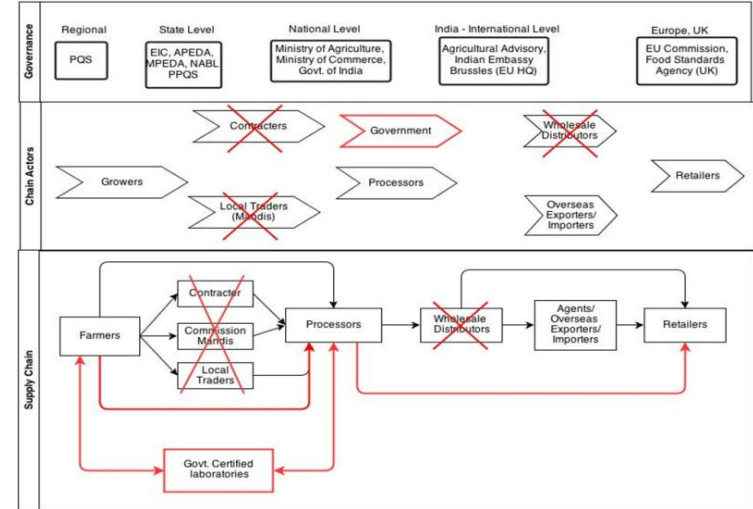 Governance
Regional
State Level
National Level
India - International Level
Europe, UK
PQS
EIC, APEDA,
MPEDA, NABL
PPQS
Ministry of Agriculture,
Ministry of Commerce,
Govt. of India
Agricultural Advisory,
Indian Embassy
Brussles (EU HQ)
EU Commission,
Food Standards
Agency (UK)
Chain Actors
Contracters
Government
Wholesale
Distributors
Growers
Processors
Retailers
Local Traders
(Mandis)
Overseas
Exporters/
Importers
Supply Chain
Contracter
Farmers
Commission
Mandis
Local
Traders
Processors
Wholesale
Distributors
Agents/
Overseas
Exporters/
Importers
Retailers
Govt. Certified
laboratories